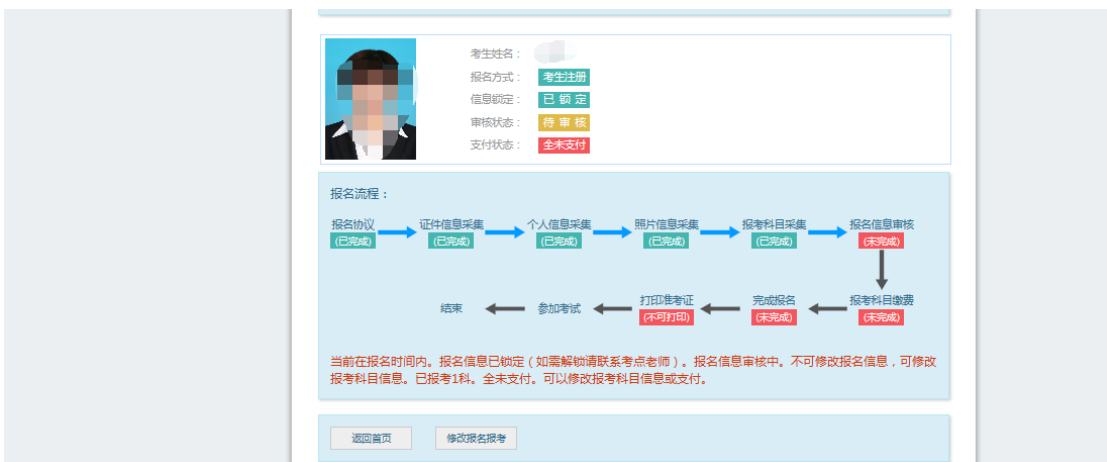 考生姓名：
报名方式： 考生注册
信息锁定： 已 锁 定
审核状态： 待 审 核
支付状态： 全未支付
报名流程：
报名协议 证件信息采集 个人信息采集 照片信息采集 报考科目采集 报名信息审核
(已完成) (已完成) (已完成) (已完成) (已完成) (未完成)
结束 参加考试 打印准考证 完成报名 报考科目缴费
(不可打印) (未完成) (未完成)
当前在报名时间内。报名信息已锁定（如需解锁请联系考点老师）。报名信息审核中。不可修改报名信息，可修改
报考科目信息。已报考1科。全未支付。可以修改报考科目信息或支付。
返回首页 修改报名报考